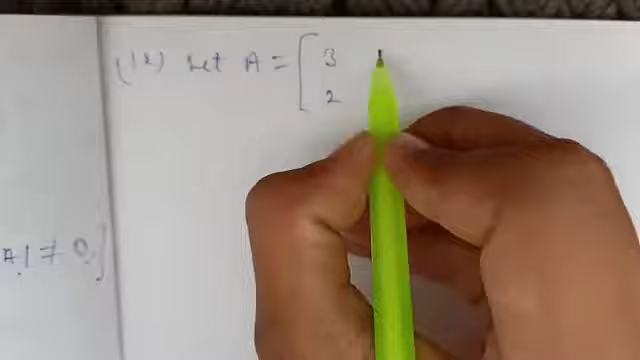 (12) Let A = [ 3
2
A | ≠ 0 ]